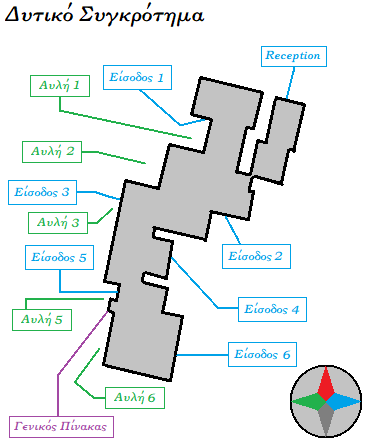 Δυτικό Συγκρότημα
Reception
Είσοδος 1
Αυλή 1
Αυλή 2
Είσοδος 3
Αυλή 3
Είσοδος 5
Είσοδος 2
Είσοδος 4
Αυλή 5
Είσοδος 6
Αυλή 6
Γενικός Πίνακας